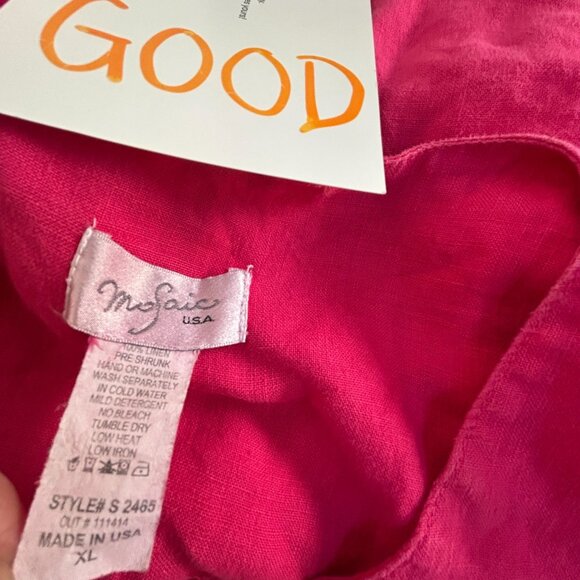 GOOD
Mosaic
U.S.A.
100% LINEN
PRE SHRUNK
HAND OR MACHINE
WASH SEPARATELY
IN COLD WATER
MILD DETERGENT
NO BLEACH
TUMBLE DRY
LOW HEAT
LOW IRON
STYLE# S 2465
CUT # 111414
MADE IN USA
XL